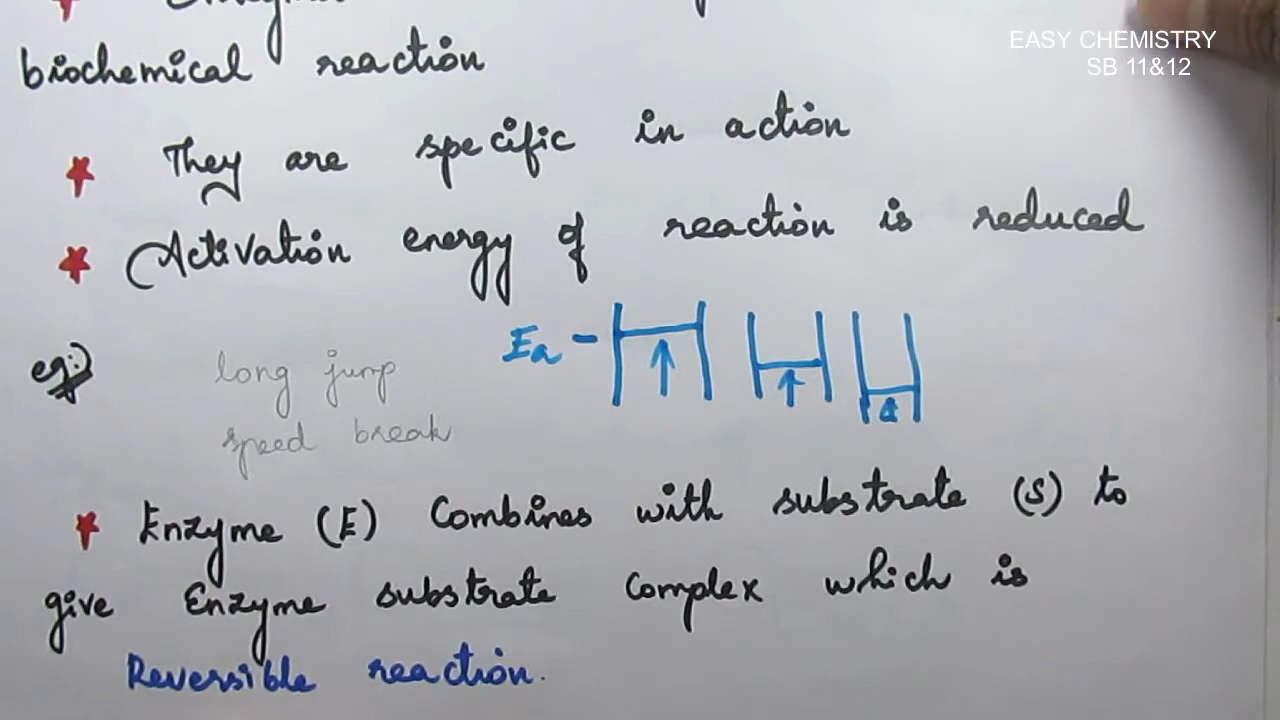 EASY CHEMISTRY
SB 11&12
biochemical reaction
They are specific in action
Activation energy of reaction is reduced
eg:)
Ea -
long jump
speed break
Enzyme (E) Combines with substrate (S) to
give Enzyme substrate Complex which is
Reversible reaction.